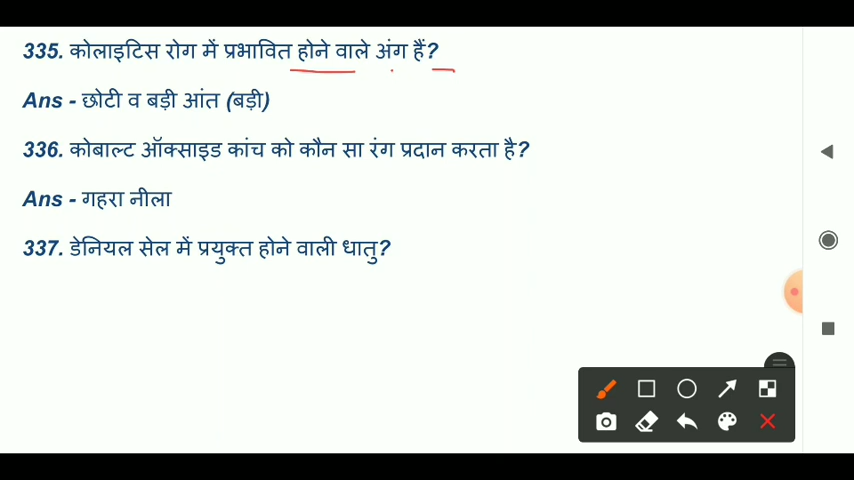 335. कोलाइटिस रोग में प्रभावित होने वाले अंग हैं?
Ans - छोटी व बड़ी आंत (बड़ी)
336. कोबाल्ट ऑक्साइड कांच को कौन सा रंग प्रदान करता है?
Ans - गहरा नीला
337. डेनियल सेल में प्रयुक्त होने वाली धातु?